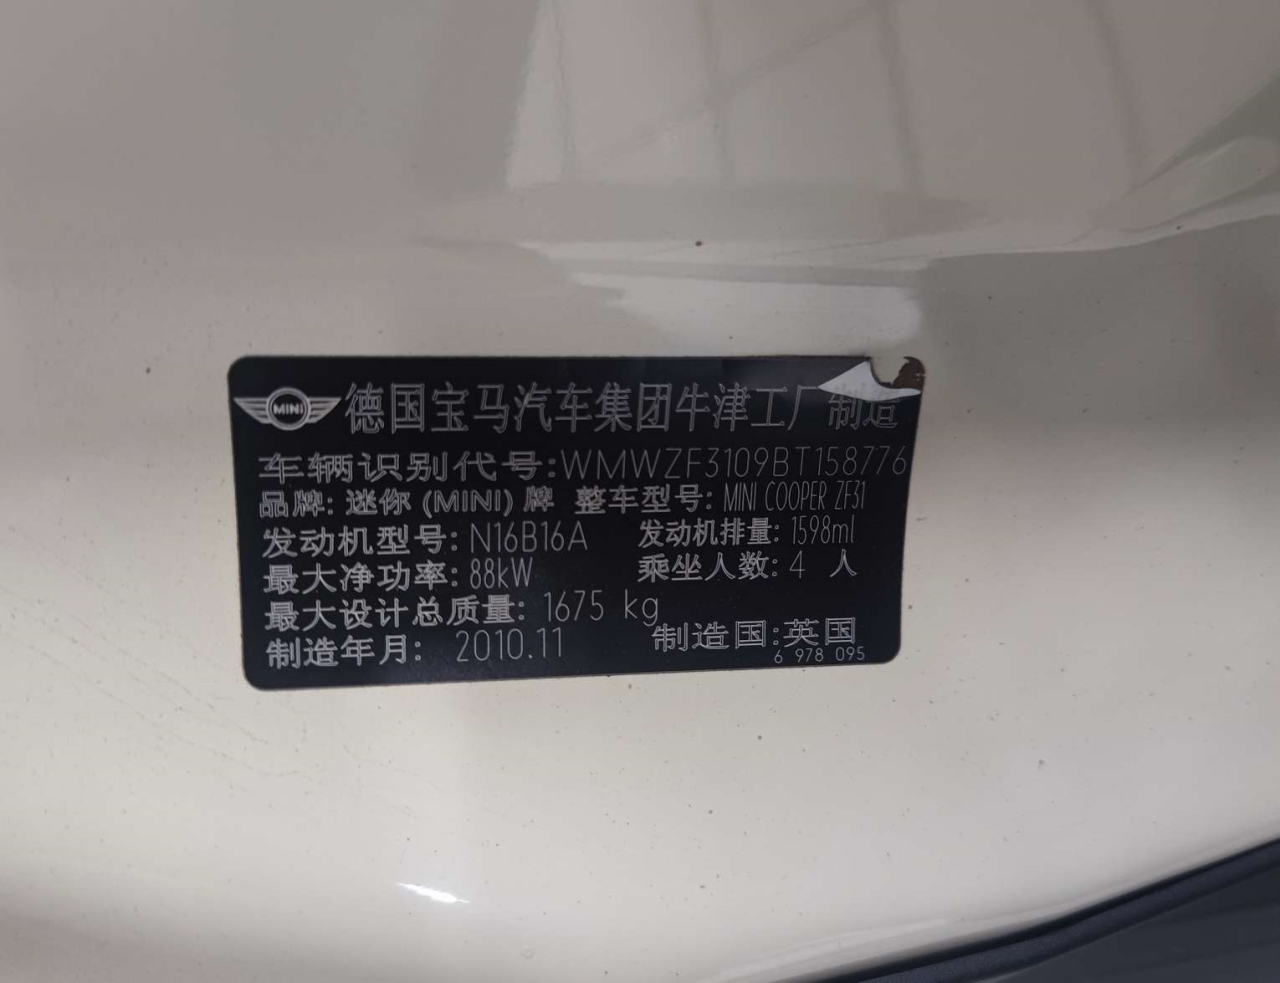 MINI 德国宝马汽车集团牛津工厂制造
车辆识别代号:WMWZF3109BT158776
品牌: 迷你 (MINI) 牌 整车型号: MINI COOPER ZF31
发动机型号: N16B16A 发动机排量: 1598ml
最大净功率: 88kW 乘坐人数: 4 人
最大设计总质量: 1675 kg
制造年月: 2010.11 制造国:英国
6 978 095